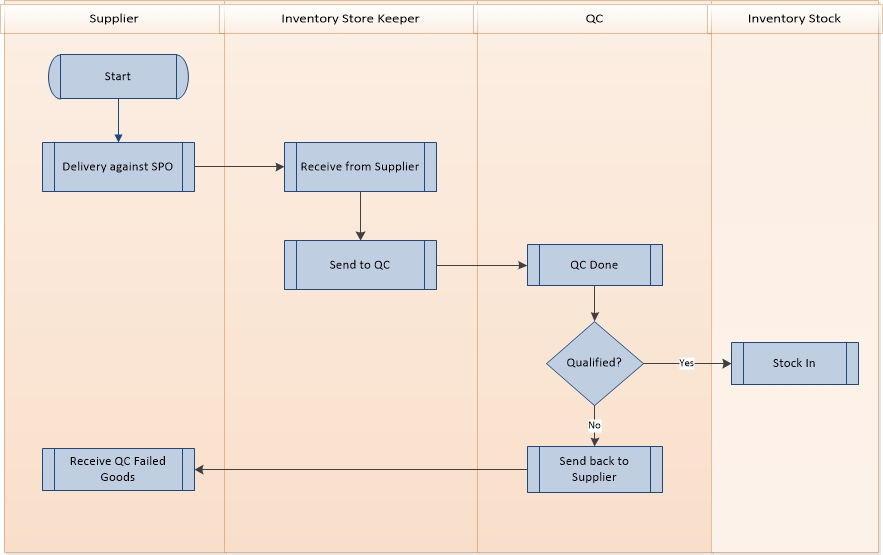 Supplier
Inventory Store Keeper
QC
Inventory Stock
Start
Delivery against SPO
Receive from Supplier
Send to QC
QC Done
Qualified?
Yes
Stock In
No
Receive QC Failed
Goods
Send back to
Supplier